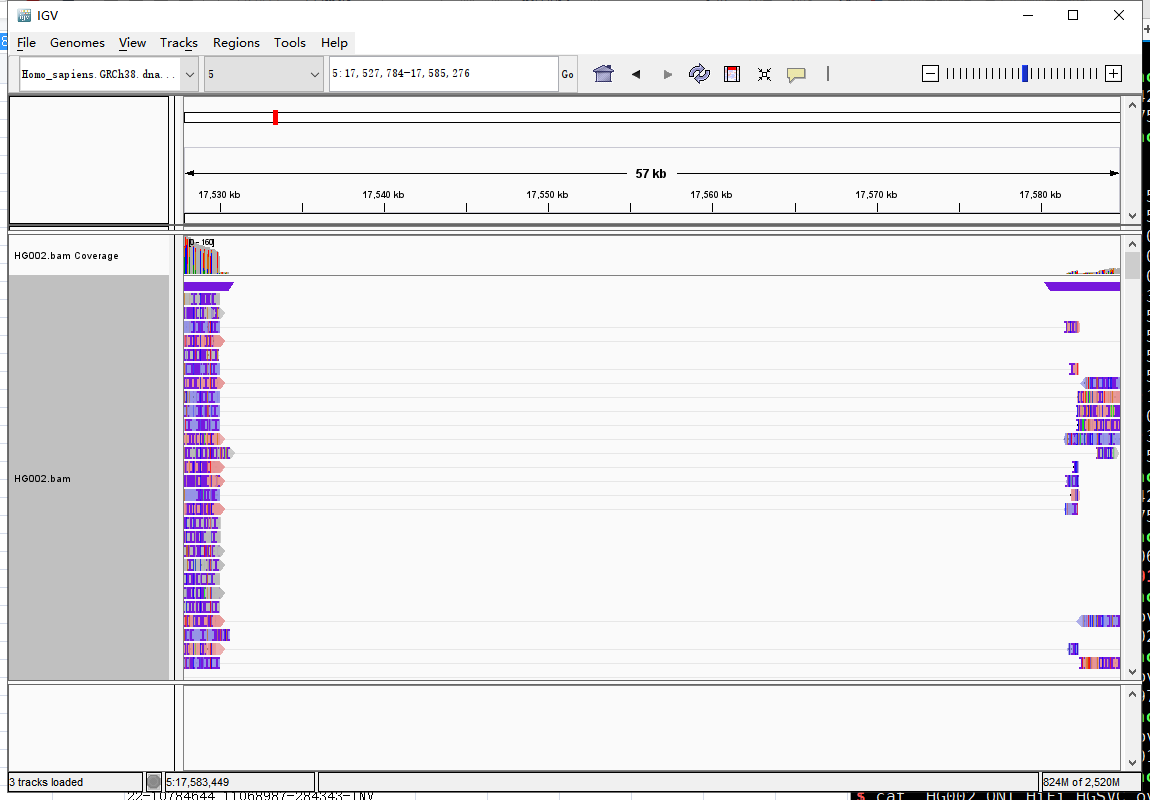 IGV
File Genomes View Tracks Regions Tools Help
Homo_sapiens.GRCh38.dna... 5 5:17,527,784-17,585,276 Go
57 kb
17,530 kb 17,540 kb 17,550 kb 17,560 kb 17,570 kb 17,580 kb
[0 - 160]
HG002.bam Coverage
HG002.bam
3 tracks loaded 5:17,583,449 824M of 2,520M
22-10784644 11068987-284343-INV
$ cat HG002 ONT HiFi HGSVC ov